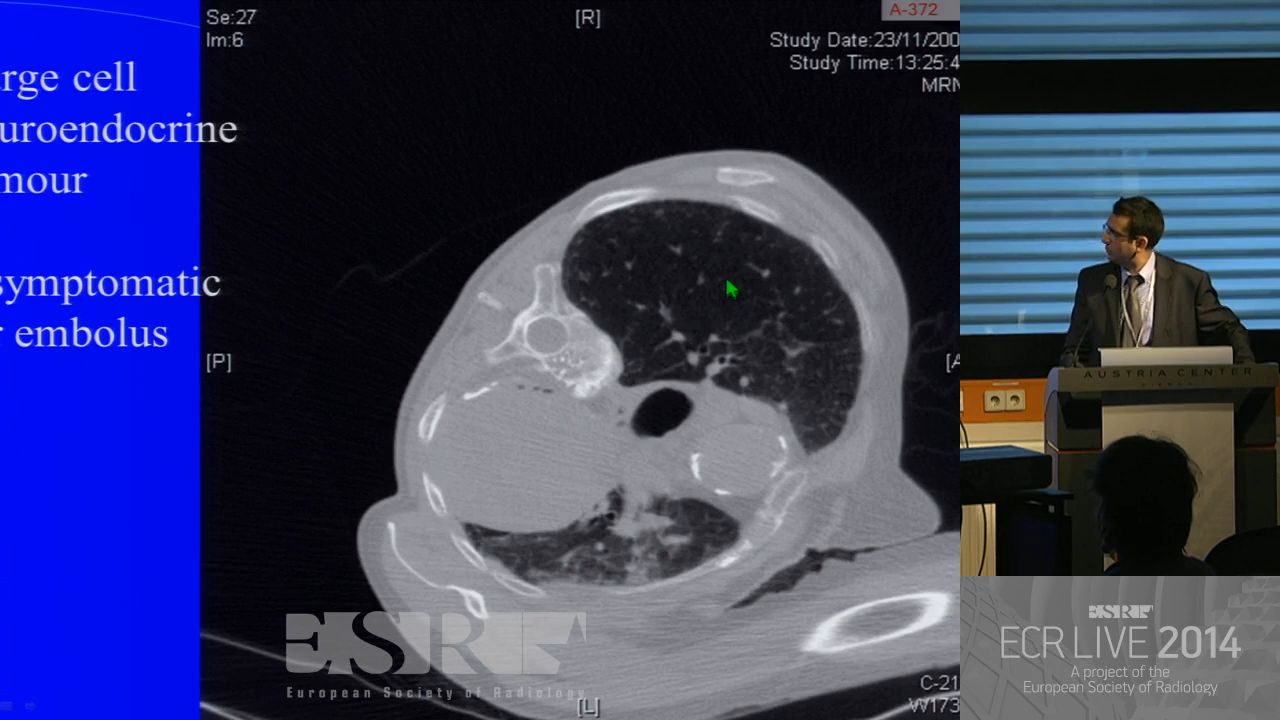 rge cell
uroendocrine
mour
symptomatic
r embolus
Se:27
Im:6
[R]
A-372
Study Date:23/11/200
Study Time:13:25:4
MRN
[P]
[A
[L]
C-21
W173
ESRF
European Society of Radiology
AUSTRIA CENTER
ESRF
ECR LIVE 2014
A project of the
European Society of Radiology